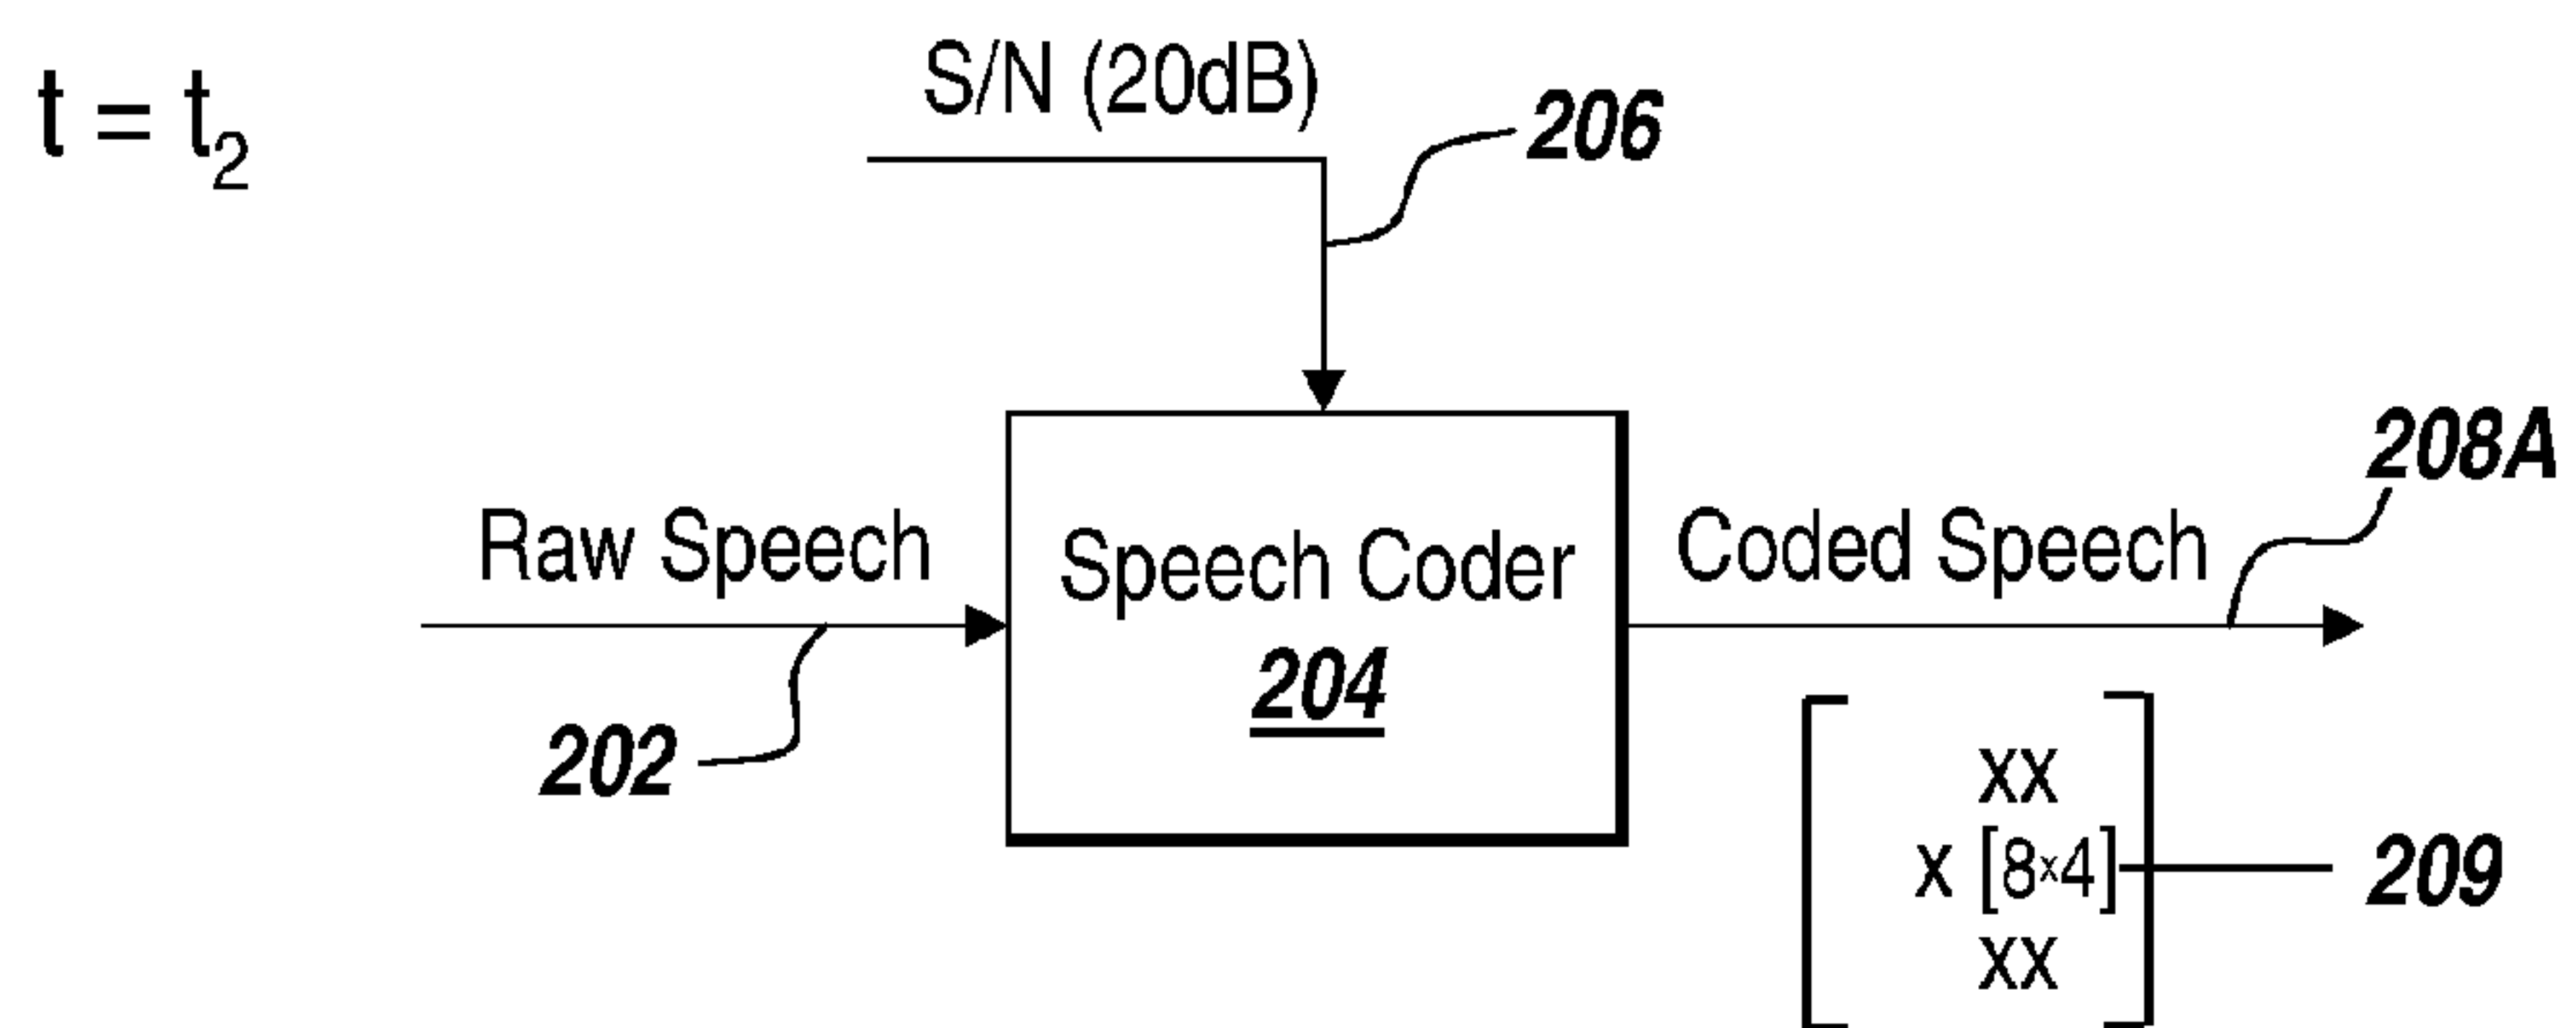 t = t2
S/N (20dB)
206
208A
Raw Speech
Speech Coder
204
Coded Speech
202
xx
x [8x4]
xx
209